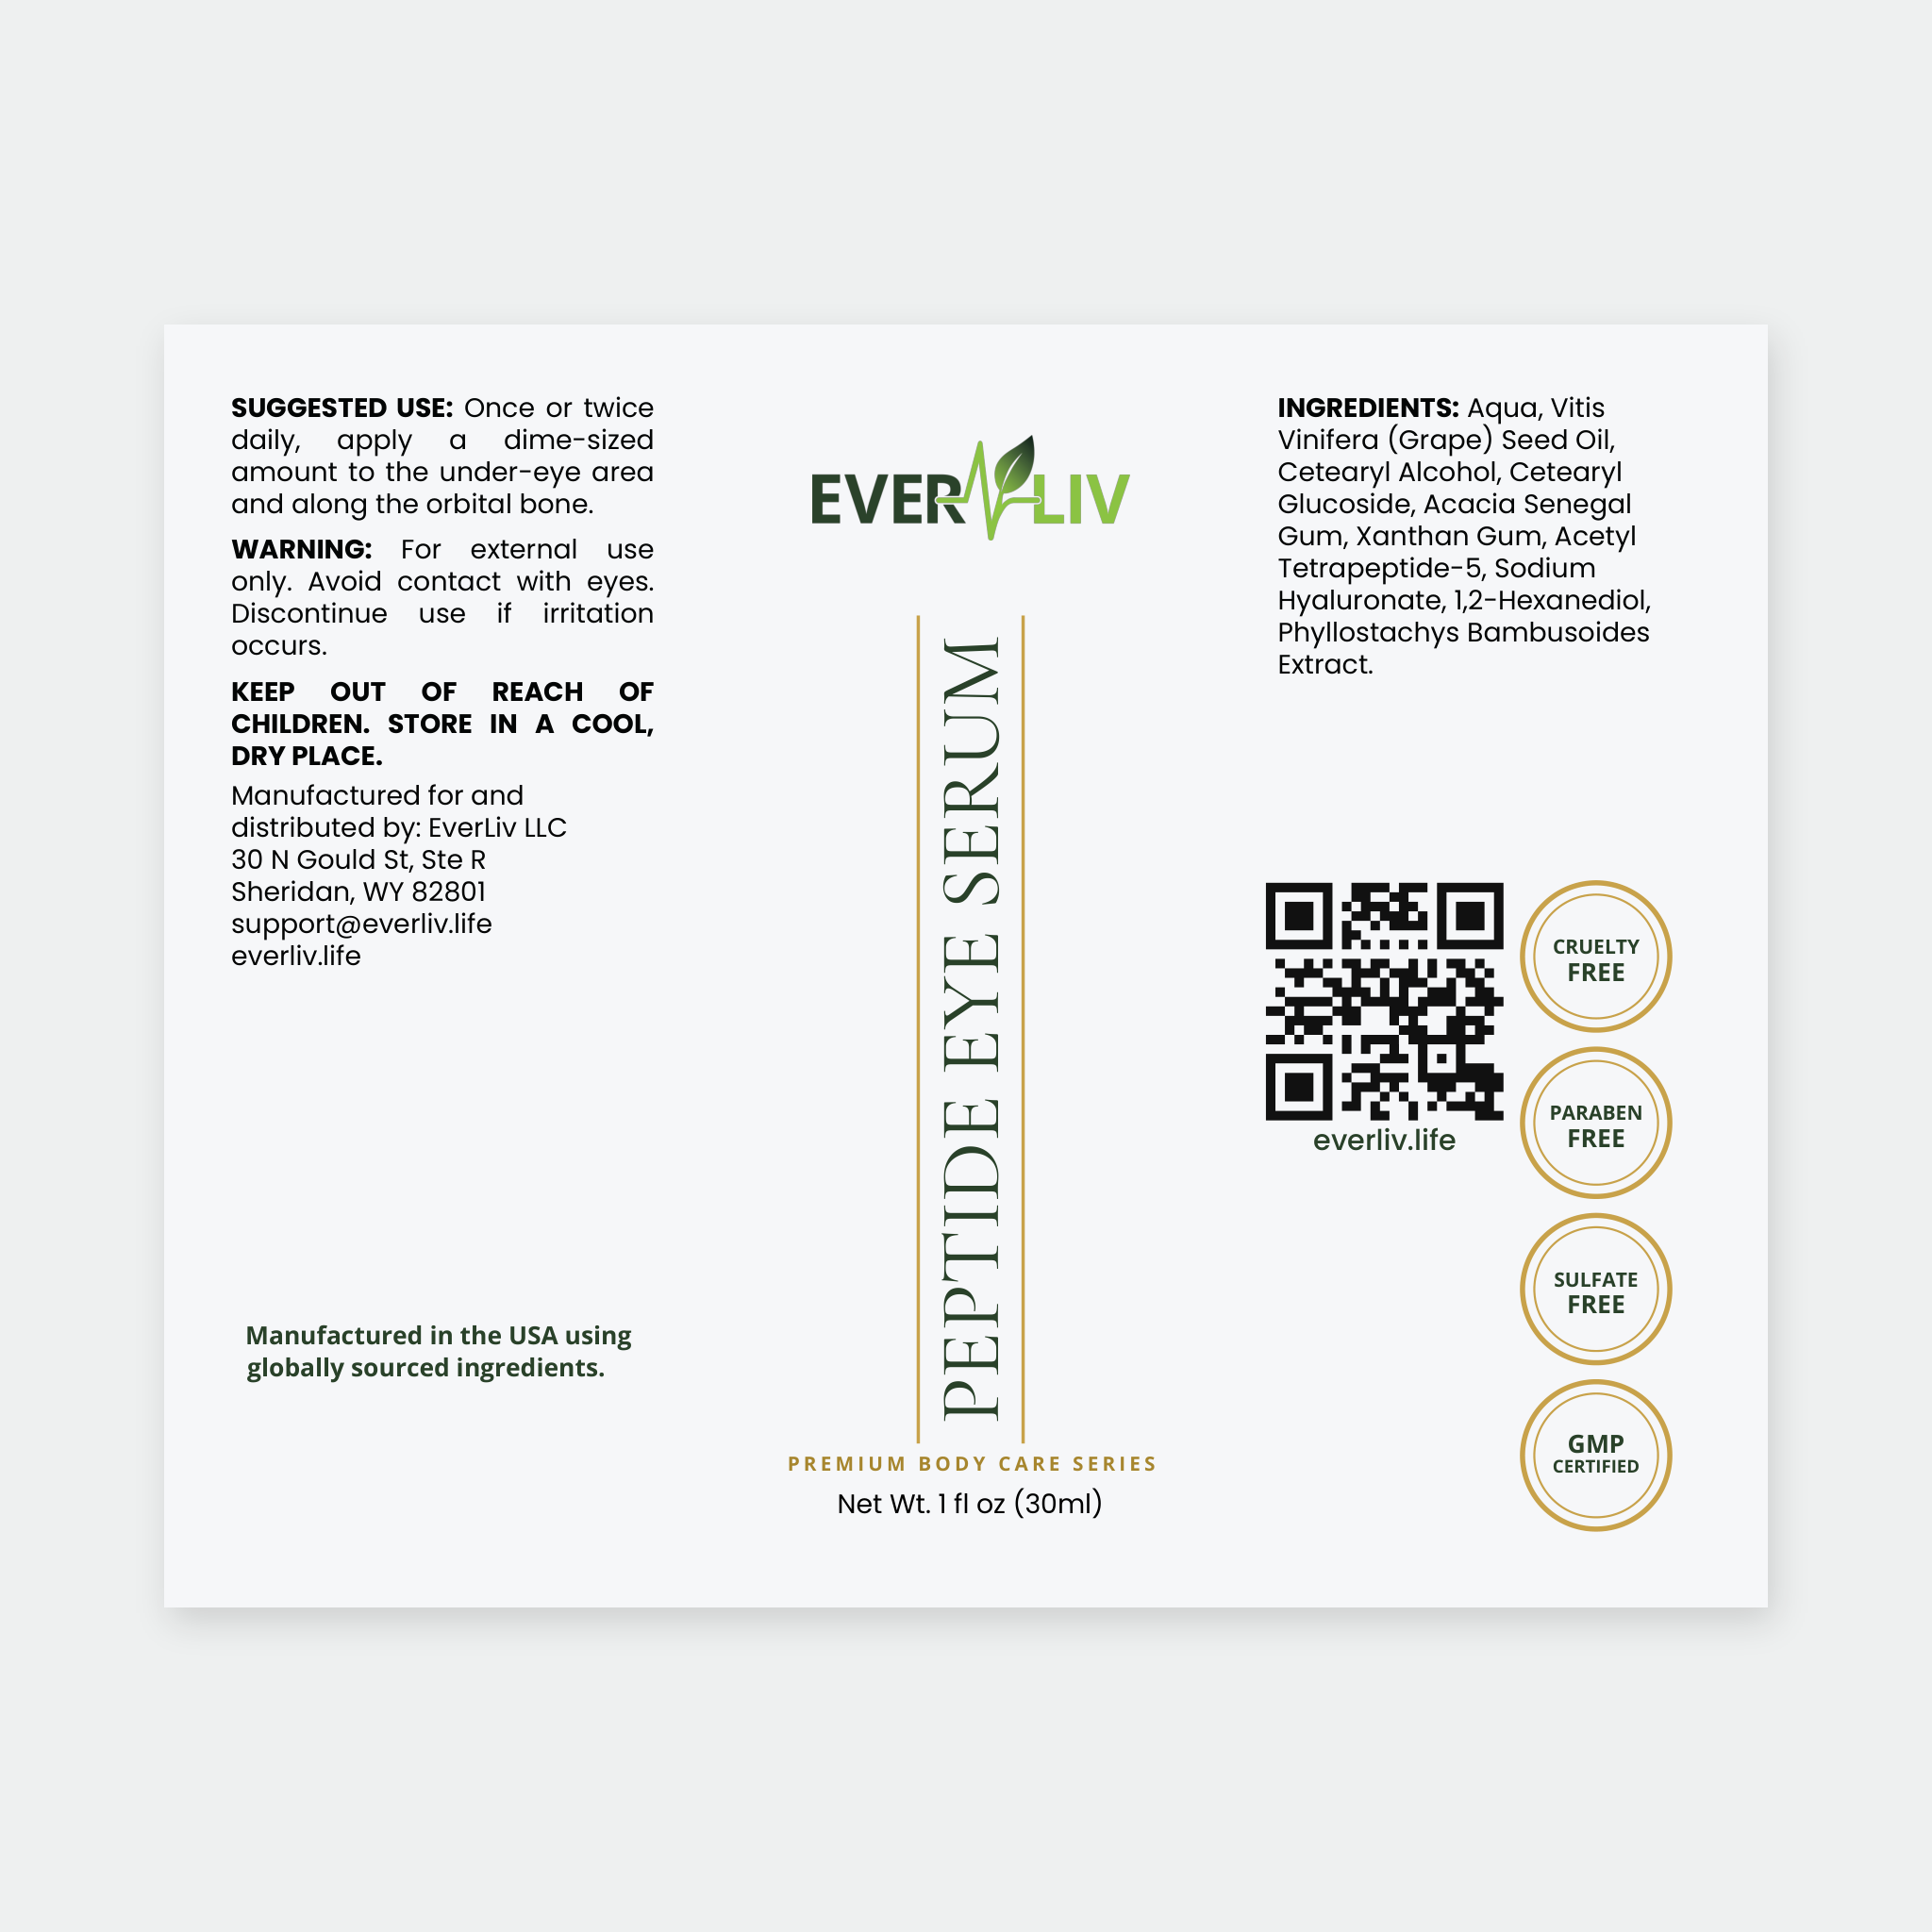 SUGGESTED USE: Once or twice
daily, apply a dime-sized
amount to the under-eye area
and along the orbital bone.
WARNING: For external use
only. Avoid contact with eyes.
Discontinue use if irritation
occurs.
KEEP OUT OF REACH OF
CHILDREN. STORE IN A COOL,
DRY PLACE.
Manufactured for and
distributed by: EverLiv LLC
30 N Gould St, Ste R
Sheridan, WY 82801
support@everliv.life
everliv.life
Manufactured in the USA using
globally sourced ingredients.
EVER LIV
PEPTIDE EYE SERUM
PREMIUM BODY CARE SERIES
Net Wt. 1 fl oz (30ml)
INGREDIENTS: Aqua, Vitis
Vinifera (Grape) Seed Oil,
Cetearyl Alcohol, Cetearyl
Glucoside, Acacia Senegal
Gum, Xanthan Gum, Acetyl
Tetrapeptide-5, Sodium
Hyaluronate, 1,2-Hexanediol,
Phyllostachys Bambusoides
Extract.
everliv.life
CRUELTY
FREE
PARABEN
FREE
SULFATE
FREE
GMP
CERTIFIED